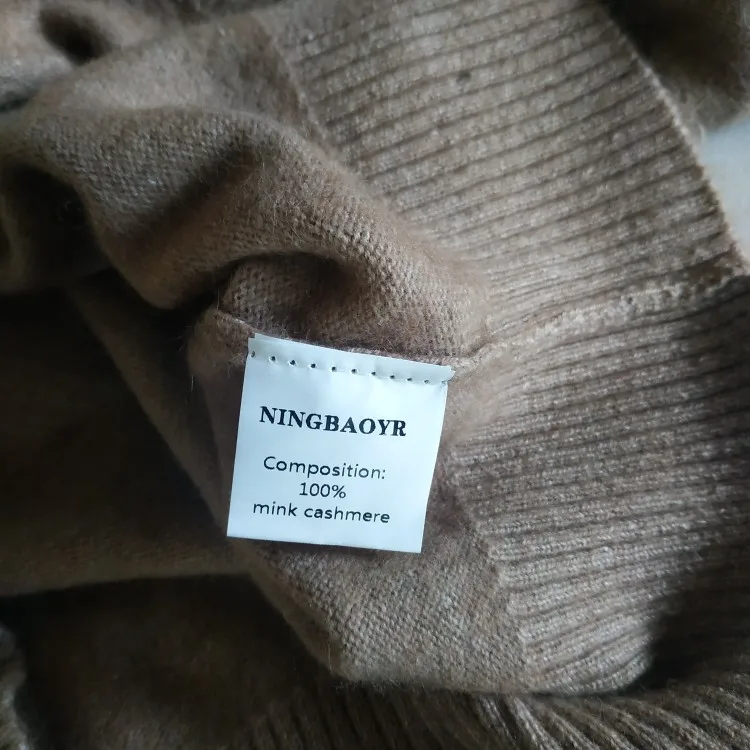 NINGBAOYR
Composition:
100%
mink cashmere